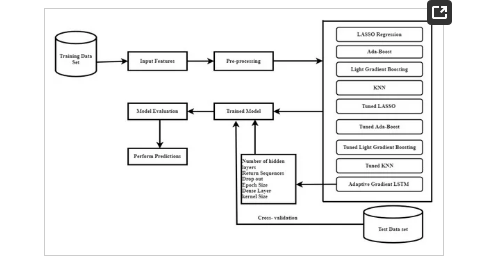 Training Data
Set
Input Features
Pre-processing
LASSO Regression
Ada-Boost
Light Gradient Boosting
KNN
Tuned LASSO
Tuned Ada-Boost
Tuned Light Gradient Boosting
Tuned KNN
Adaptive Gradient LSTM
Model Evaluation
Trained Model
Perform Predictions
Number of hidden
layers
Return Sequences
Drop out
Epoch Size
Dense Layer
kernel Size
Cross- validation
Test Data set